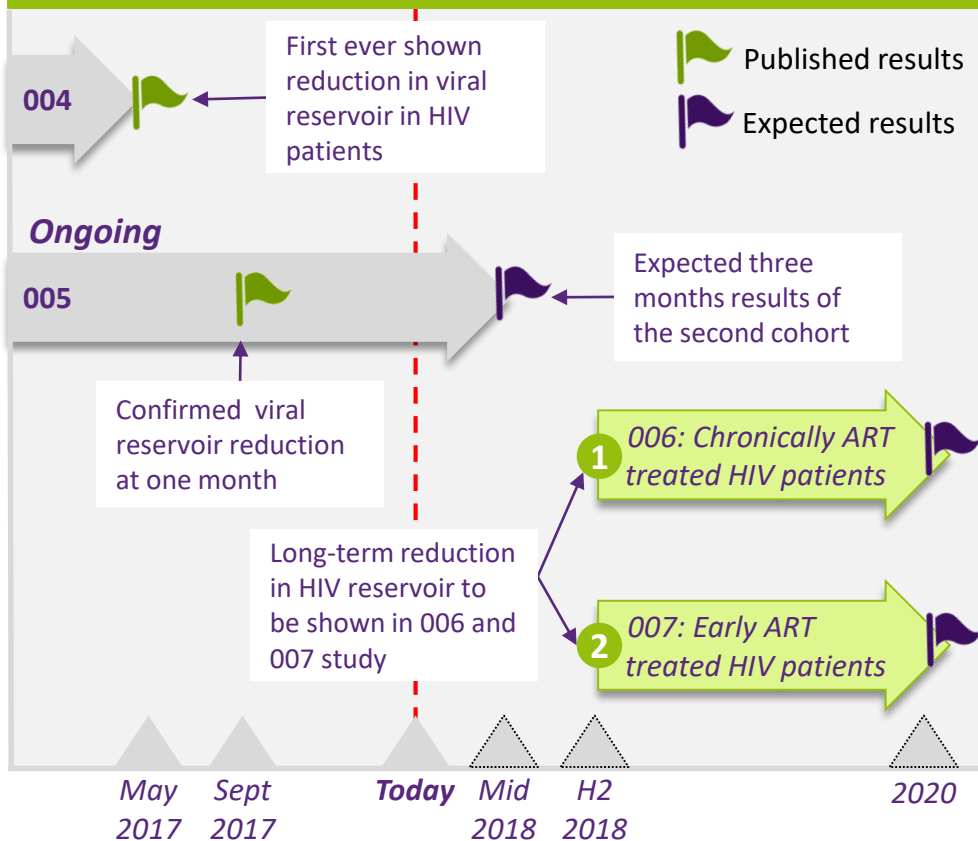 First ever shown
reduction in viral
reservoir in HIV
patients
Published results
Expected results
004
Ongoing
005
Expected three
months results of
the second cohort
Confirmed viral
reservoir reduction
at one month
1
006: Chronically ART
treated HIV patients
Long-term reduction
in HIV reservoir to
be shown in 006 and
007 study
2
007: Early ART
treated HIV patients
May
2017
Sept
2017
Today
Mid
2018
H2
2018
2020